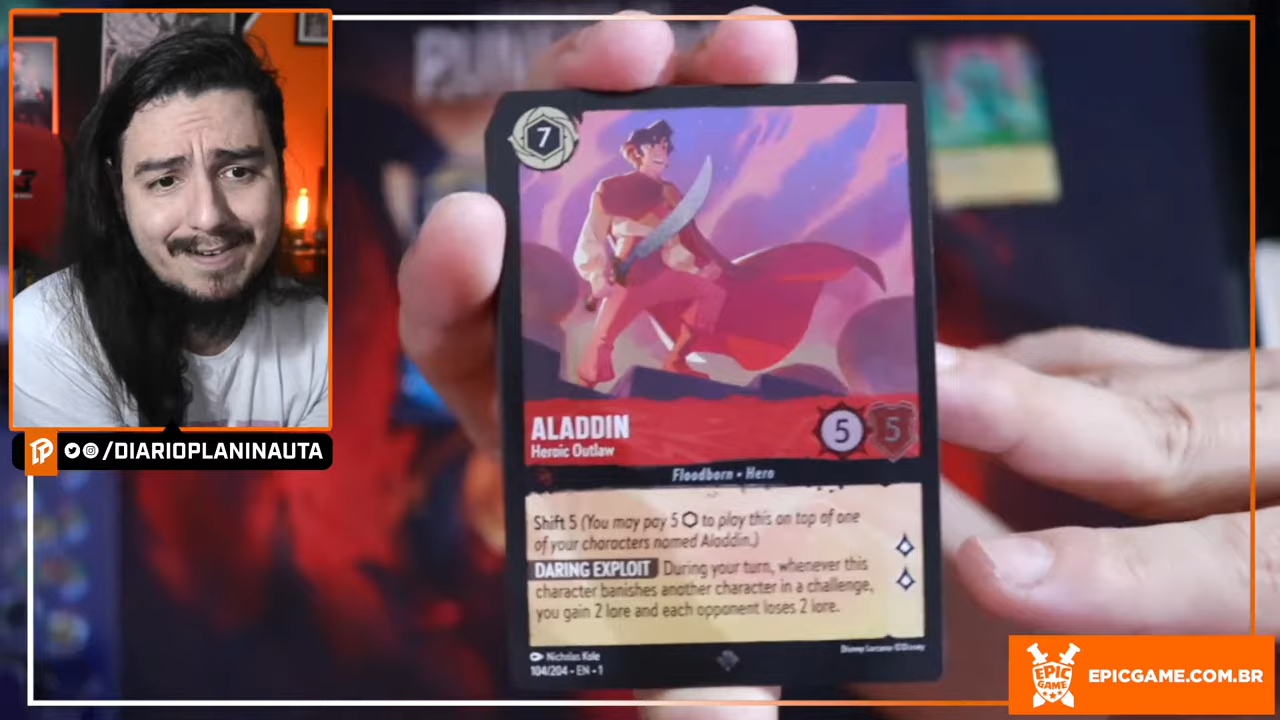 7
ALADDIN
Heroic Outlaw
5 5
Floodborn • Hero
Shift 5 (You may pay 5 to play this on top of one
of your characters named Aladdin.)
DARING EXPLOIT During your turn, whenever this
character banishes another character in a challenge,
you gain 2 lore and each opponent loses 2 lore.
Nicholas Kole
Disney Lorcana ©Disney
104/204 • EN • 1
/DIARIOPLANINAUTA
EPIC
GAME
EPICGAME.COM.BR